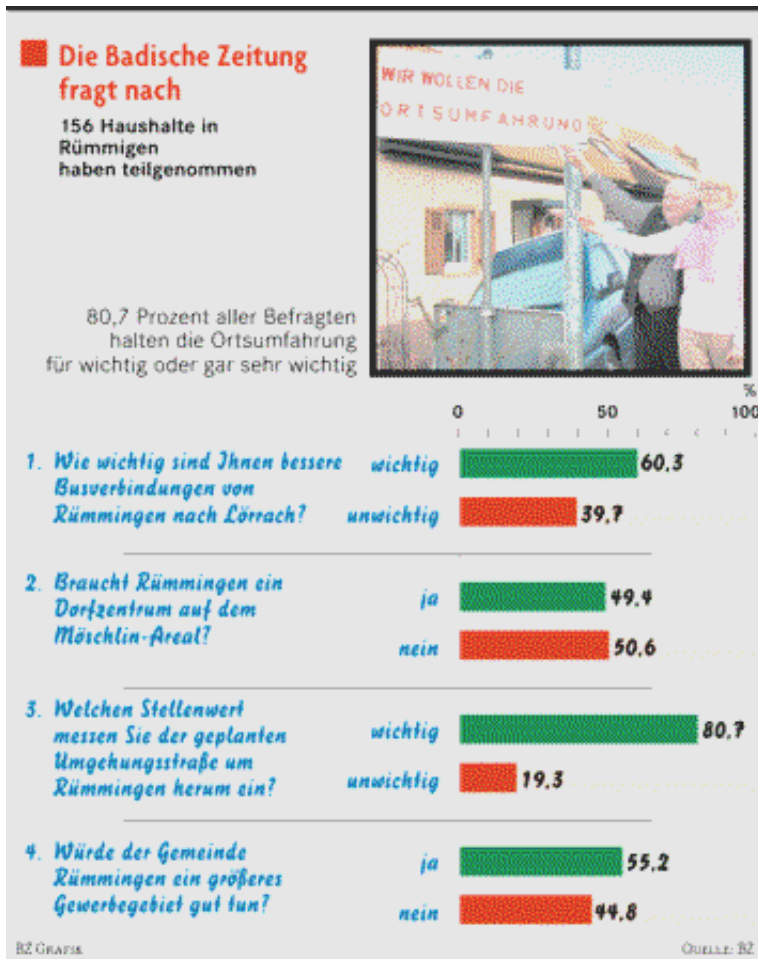 Die Badische Zeitung
fragt nach
156 Haushalte in
Rümmigen
haben teilgenommen
WIR WOLLEN DIE
ORTSUMFAHRUNG
80,7 Prozent aller Befragten
halten die Ortsumfahrung
für wichtig oder gar sehr wichtig
%
0 50 100
1. Wie wichtig sind Ihnen bessere
Busverbindungen von
Rümmingen nach Lörrach?
wichtig 60,3
unwichtig 39,7
2. Braucht Rümmingen ein
Dorfzentrum auf dem
Möschlin-Areal?
ja 49,4
nein 50,6
3. Welchen Stellenwert
messen Sie der geplanten
Umgehungsstraße um
Rümmingen herum ein?
wichtig 80,7
unwichtig 19,3
4. Würde der Gemeinde
Rümmingen ein größeres
Gewerbegebiet gut tun?
ja 55,2
nein 44,8
BZ GRAFIK
QUELLE: BZ